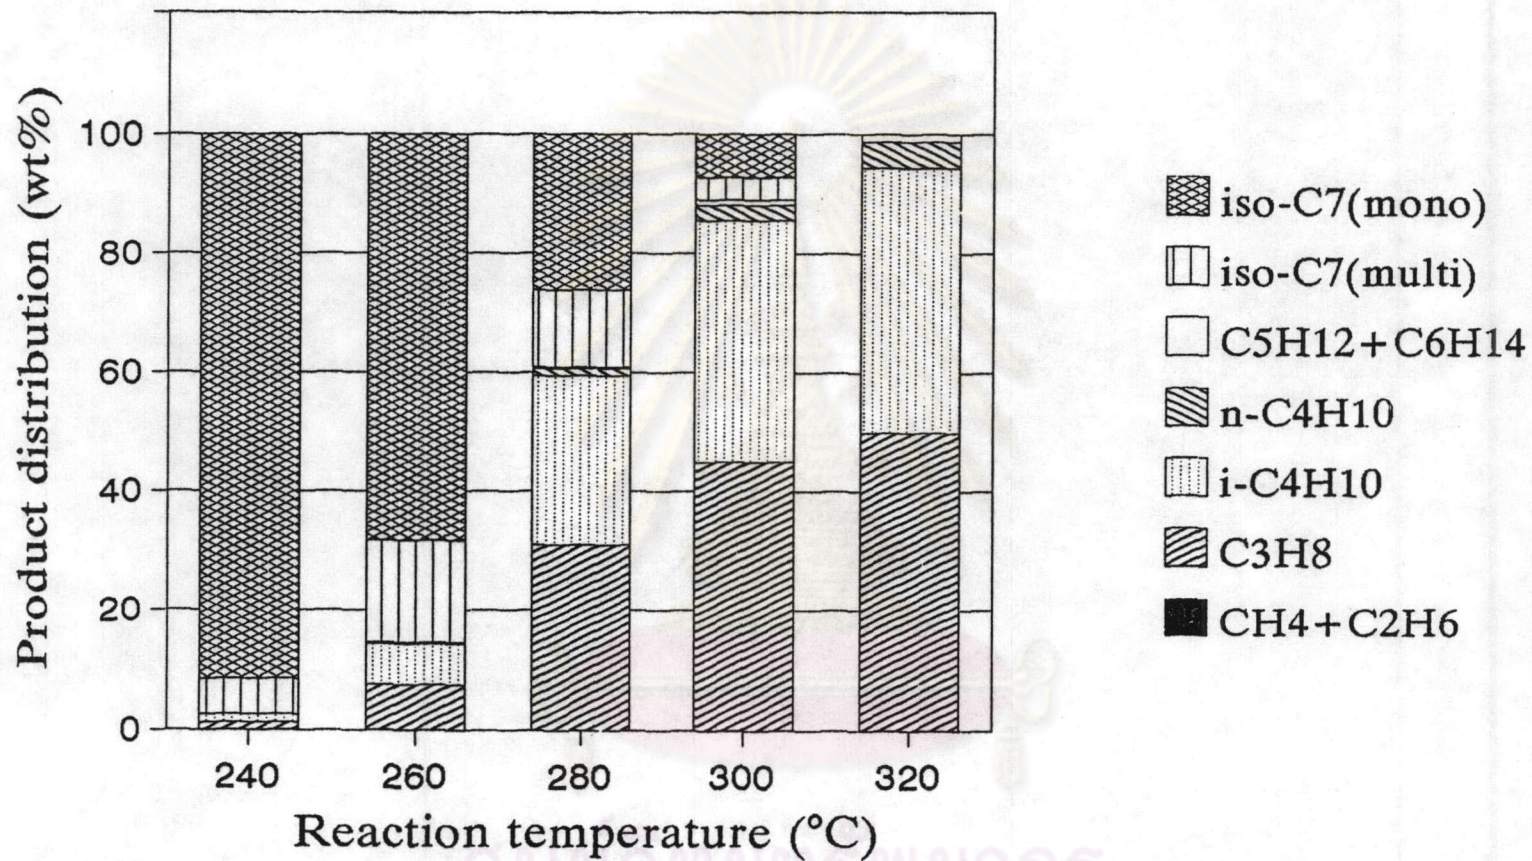 Product distribution (wt%)
100
80
60
40
20
0
240 260 280 300 320
Reaction temperature (°C)
iso-C7(mono)
iso-C7(multi)
C5H12+C6H14
n-C4H10
i-C4H10
C3H8
CH4+C2H6